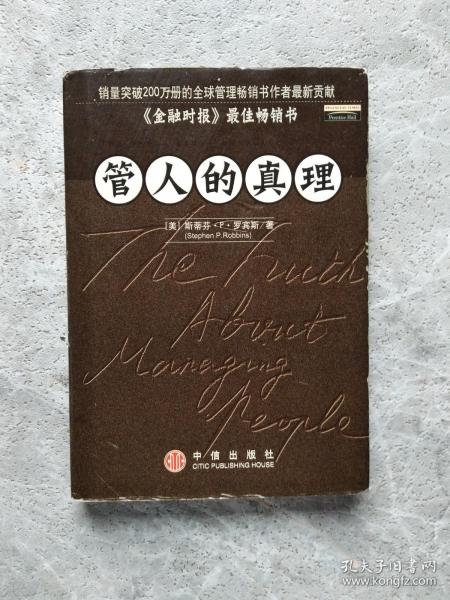 销量突破200万册的全球管理畅销书作者最新贡献
《金融时报》最佳畅销书
Prentice Hall
管人的真理
[美] 斯蒂芬·P·罗宾斯/著
(Stephen P.Robbins)
The Truth
About
Managing
People
中信出版社
CITIC PUBLISHING HOUSE
孔夫子旧书网
www.kongfz.com